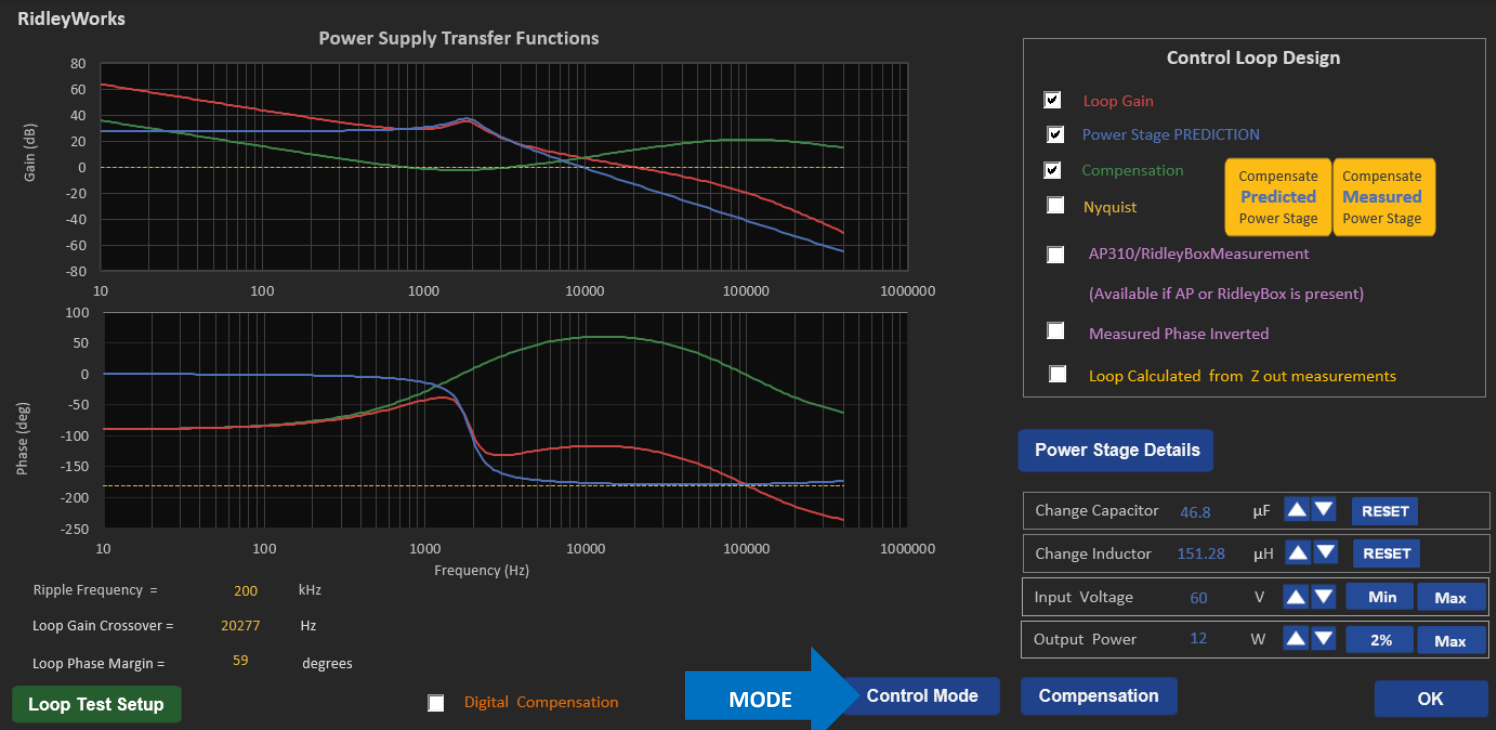 RidleyWorks
Power Supply Transfer Functions
Gain (dB)
80
60
40
20
0
-20
-40
-60
-80
10 100 1000 10000 100000 1000000
Phase (deg)
100
50
0
-50
-100
-150
-200
-250
10 100 1000 10000 100000 1000000
Frequency (Hz)
Ripple Frequency = 200 kHz
Loop Gain Crossover = 20277 Hz
Loop Phase Margin = 59 degrees
Loop Test Setup
Digital Compensation
MODE
Control Mode
Compensation
OK
Control Loop Design
Loop Gain
Power Stage PREDICTION
Compensation
Nyquist
Compensate
Predicted
Power Stage
Compensate
Measured
Power Stage
AP310/RidleyBoxMeasurement
(Available if AP or RidleyBox is present)
Measured Phase Inverted
Loop Calculated from Z out measurements
Power Stage Details
Change Capacitor 46.8 µF RESET
Change Inductor 151.28 µH RESET
Input Voltage 60 V Min Max
Output Power 12 W 2% Max